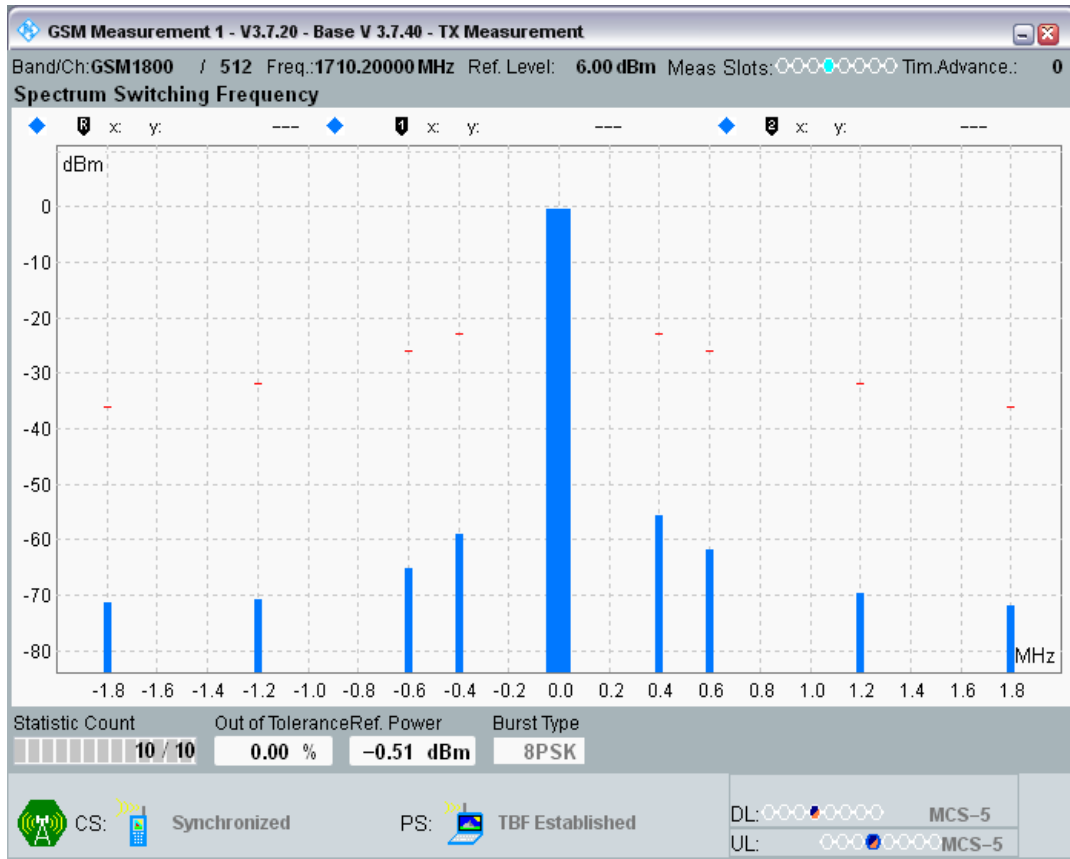 GSM Measurement 1 - V3.7.20 - Base V 3.7.40 - TX Measurement
Band/Ch:GSM1800 / 512 Freq.:1710.20000 MHz Ref. Level: 6.00 dBm Meas Slots: Tim.Advance.: 0
Spectrum Switching Frequency
R x: y: --- 1 x: y: --- 2 x: y: ---
dBm
0
-10
-20
-30
-40
-50
-60
-70
-80
MHz
-1.8 -1.6 -1.4 -1.2 -1.0 -0.8 -0.6 -0.4 -0.2 0.0 0.2 0.4 0.6 0.8 1.0 1.2 1.4 1.6 1.8
Statistic Count Out of Tolerance Ref. Power Burst Type
10 / 10 0.00 % −0.51 dBm 8PSK
CS: Synchronized PS: TBF Established DL: MCS−5
UL: MCS−5